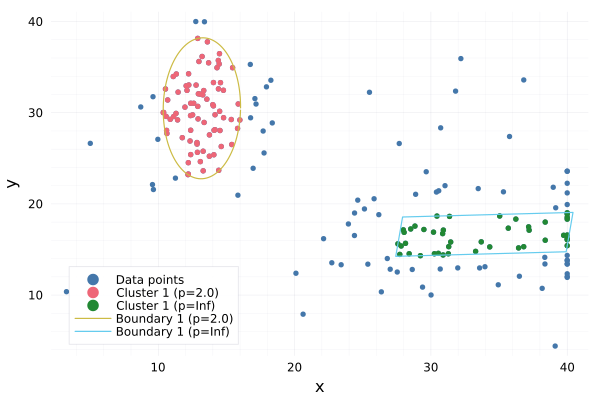 40
30
20
10
y
Data points
Cluster 1 (p=2.0)
Cluster 1 (p=Inf)
Boundary 1 (p=2.0)
Boundary 1 (p=Inf)
10
20
30
40
x